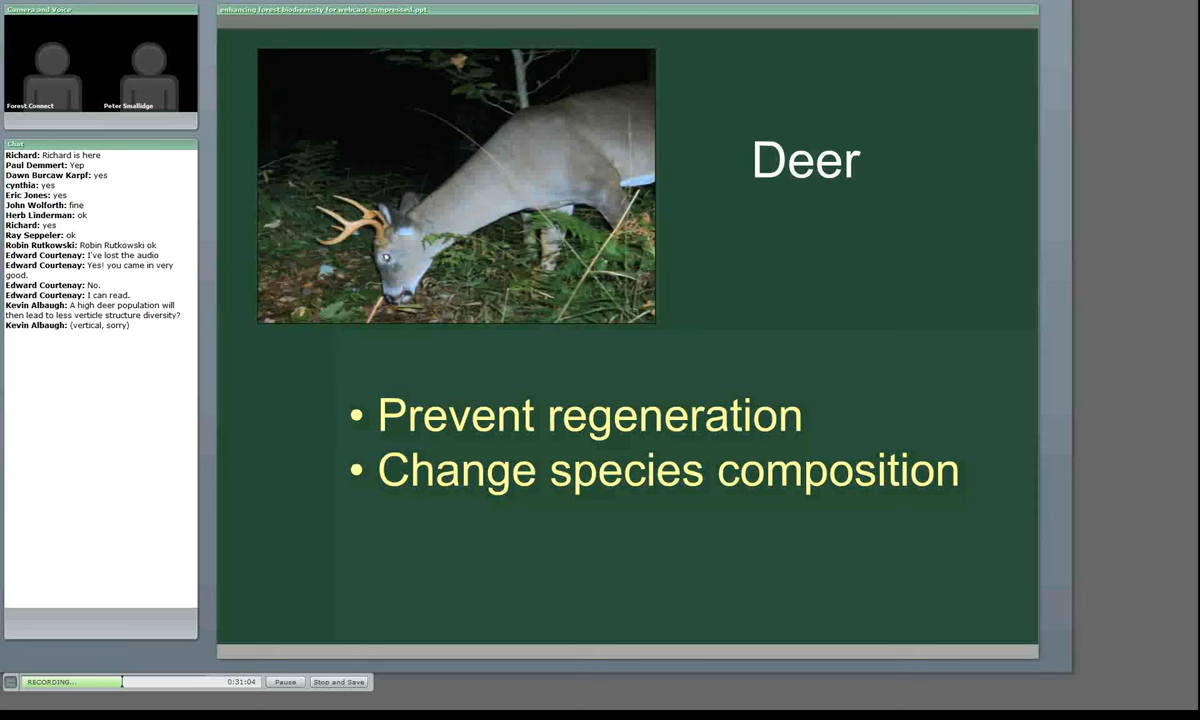 Camera and Voice
Forest Connect
Peter Smallidge
Chat
Richard: Richard is here
Paul Demmert: Yep
Dawn Burcaw Karpf: yes
cynthia: yes
Eric Jones: yes
John Wolforth: fine
Herb Linderman: ok
Richard: yes
Ray Seppeler: ok
Robin Rutkowski: Robin Rutkowski ok
Edward Courtenay: I've lost the audio
Edward Courtenay: Yes! you came in very
good.
Edward Courtenay: No.
Edward Courtenay: I can read.
Kevin Albaugh: A high deer population will
then lead to less verticle structure diversity?
Kevin Albaugh: (vertical, sorry)
enhancing forest biodiversity for webcast compressed.ppt
Deer
• Prevent regeneration
• Change species composition
RECORDING...
0:31:04
Pause
Stop and Save